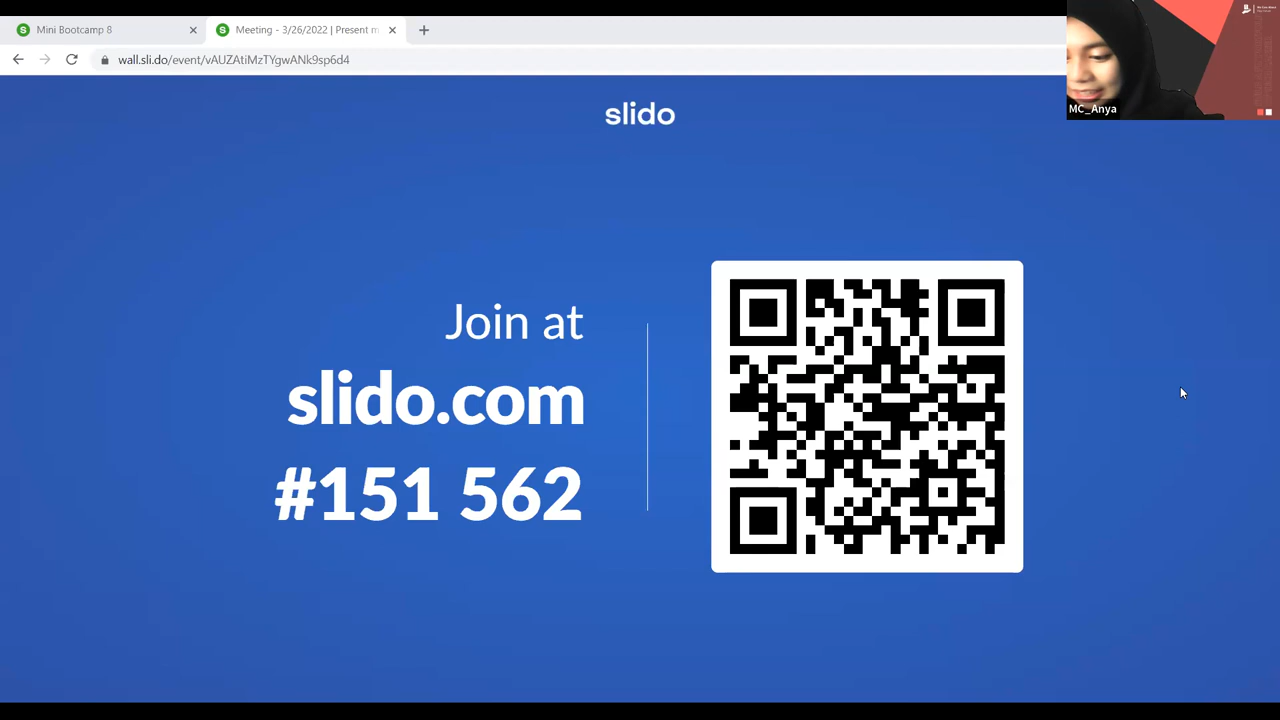 Mini Bootcamp 8
Meeting - 3/26/2022 | Present m
wall.sli.do/event/vAUZAtiMzTYgwANk9sp6d4
MC_Anya
slido
Join at
slido.com
#151 562